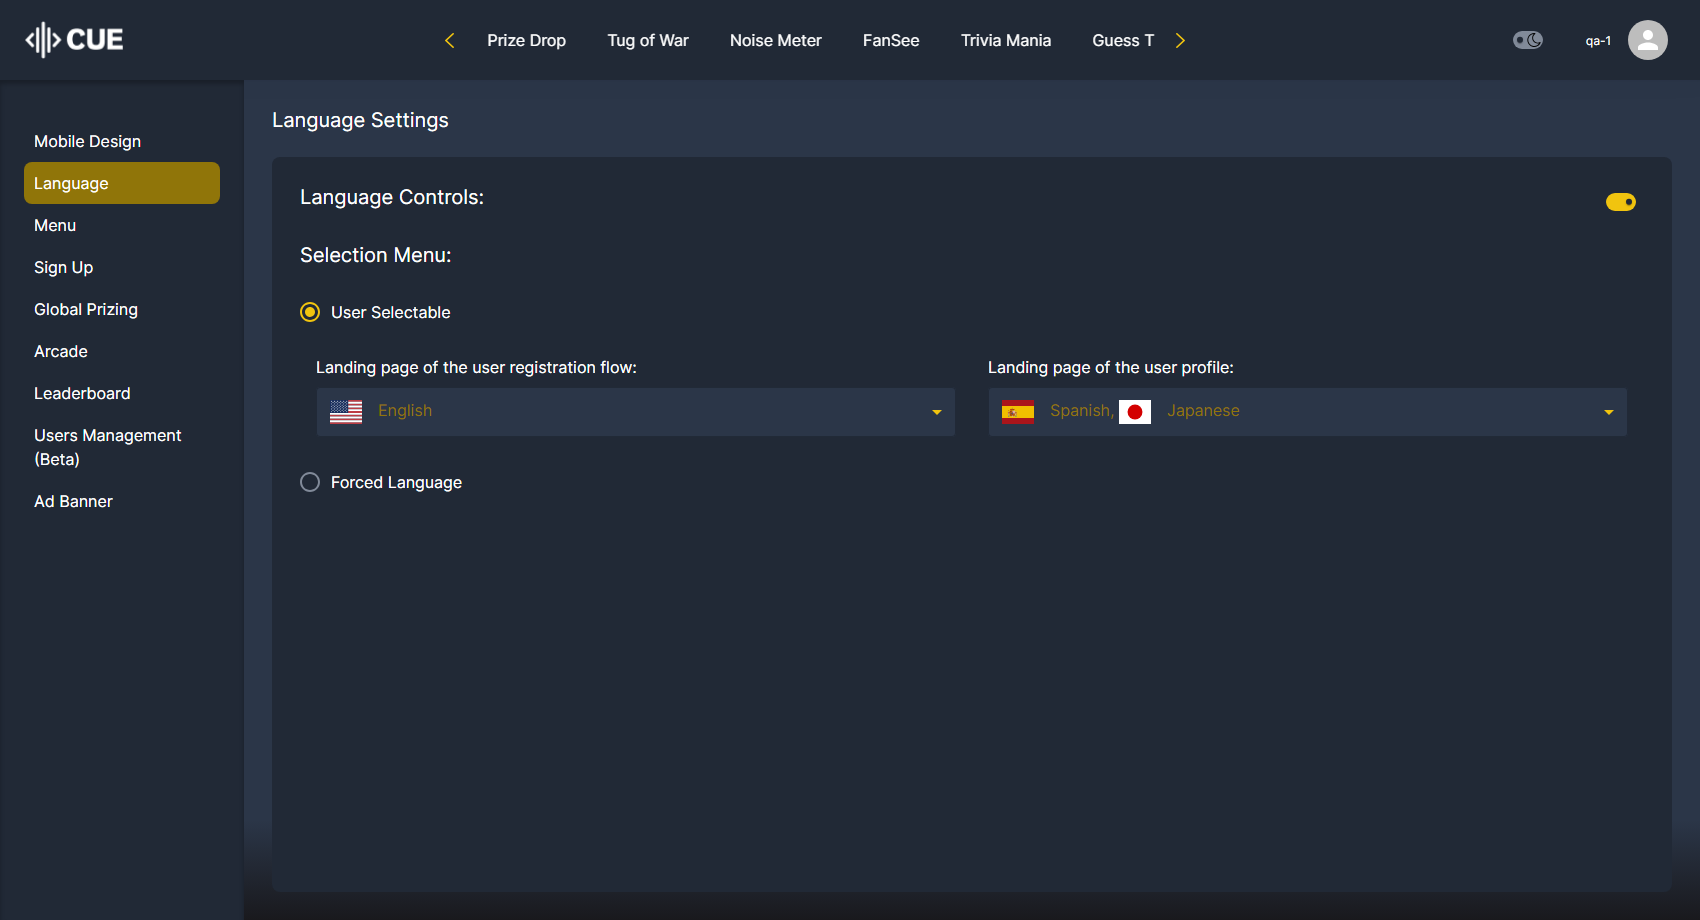 CUE
Prize Drop
Tug of War
Noise Meter
FanSee
Trivia Mania
Guess T
qa-1
Mobile Design
Language
Menu
Sign Up
Global Prizing
Arcade
Leaderboard
Users Management
(Beta)
Ad Banner
Language Settings
Language Controls:
Selection Menu:
User Selectable
Landing page of the user registration flow:
English
Landing page of the user profile:
Spanish, Japanese
Forced Language